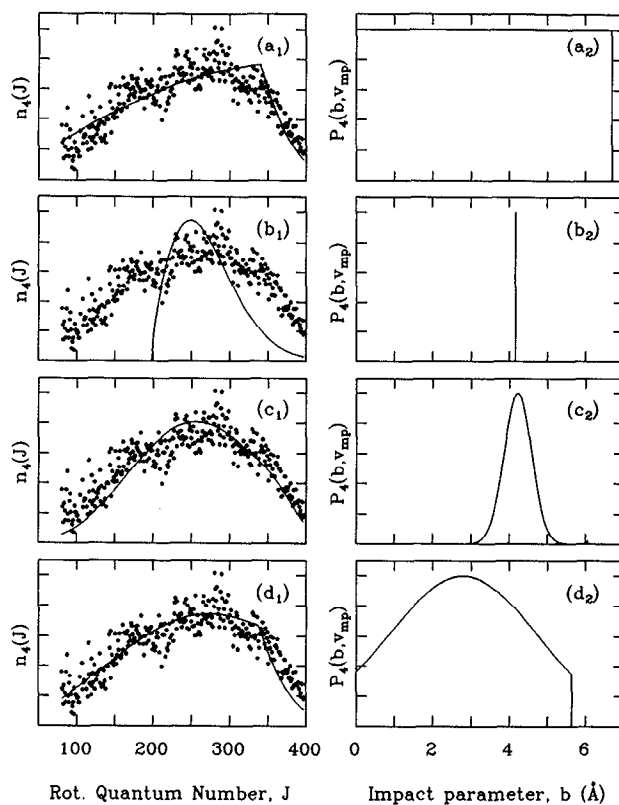 n₄(J)
(a₁)
P₄(b,vₘₚ)
(a₂)
n₄(J)
(b₁)
P₄(b,vₘₚ)
(b₂)
n₄(J)
(c₁)
P₄(b,vₘₚ)
(c₂)
n₄(J)
(d₁)
P₄(b,vₘₚ)
(d₂)
100 200 300 400
0 2 4 6
Rot. Quantum Number, J
Impact parameter, b (Å)